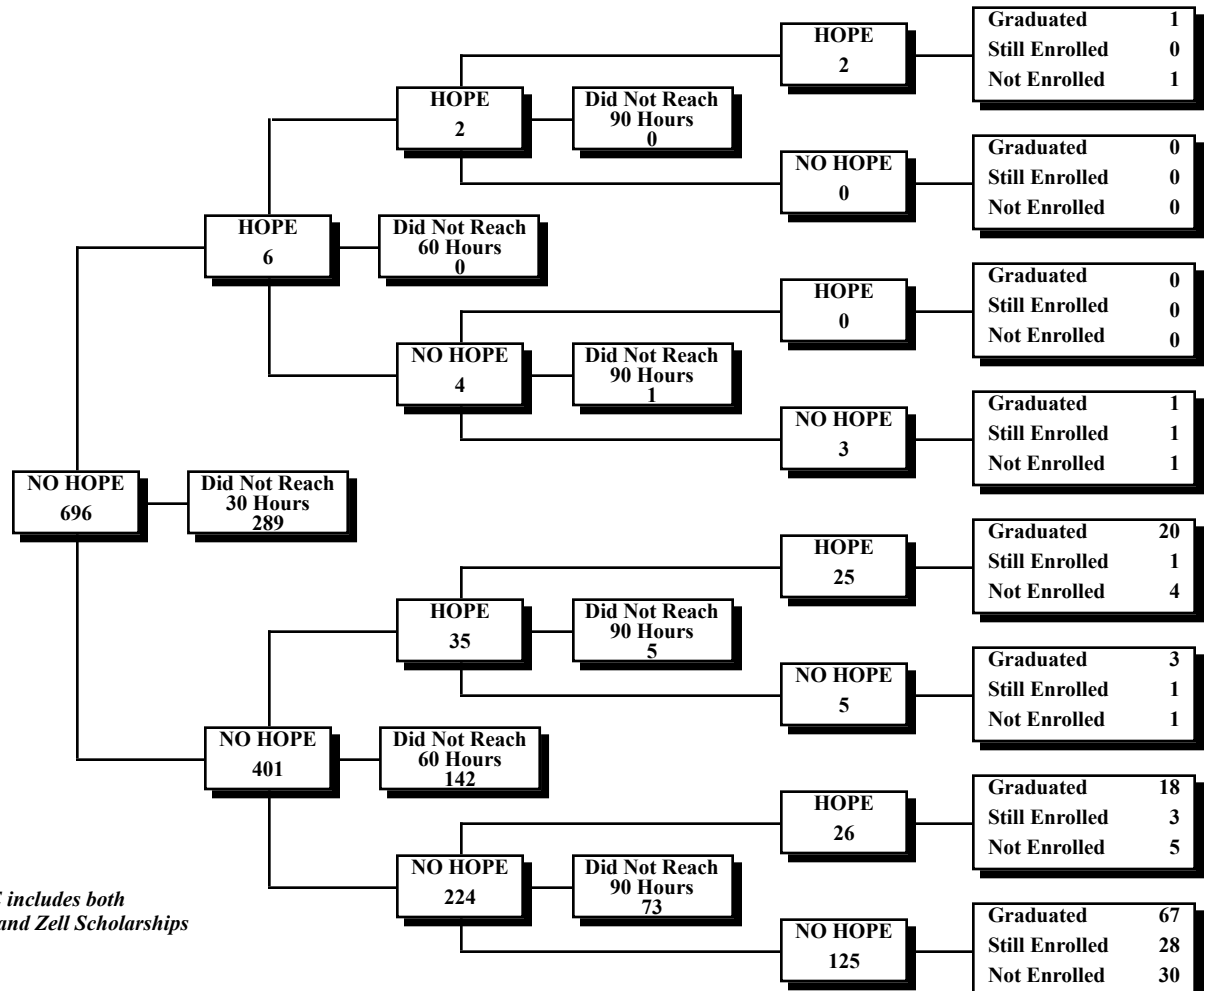 HOPE
2
Graduated 1
Still Enrolled 0
Not Enrolled 1
HOPE
2
Did Not Reach
90 Hours
0
NO HOPE
0
Graduated 0
Still Enrolled 0
Not Enrolled 0
HOPE
6
Did Not Reach
60 Hours
0
HOPE
0
Graduated 0
Still Enrolled 0
Not Enrolled 0
NO HOPE
4
Did Not Reach
90 Hours
1
NO HOPE
3
Graduated 1
Still Enrolled 1
Not Enrolled 1
NO HOPE
696
Did Not Reach
30 Hours
289
HOPE
25
Graduated 20
Still Enrolled 1
Not Enrolled 4
HOPE
35
Did Not Reach
90 Hours
5
NO HOPE
5
Graduated 3
Still Enrolled 1
Not Enrolled 1
NO HOPE
401
Did Not Reach
60 Hours
142
HOPE
26
Graduated 18
Still Enrolled 3
Not Enrolled 5
NO HOPE
224
Did Not Reach
90 Hours
73
NO HOPE
125
Graduated 67
Still Enrolled 28
Not Enrolled 30
includes both
and Zell Scholarships